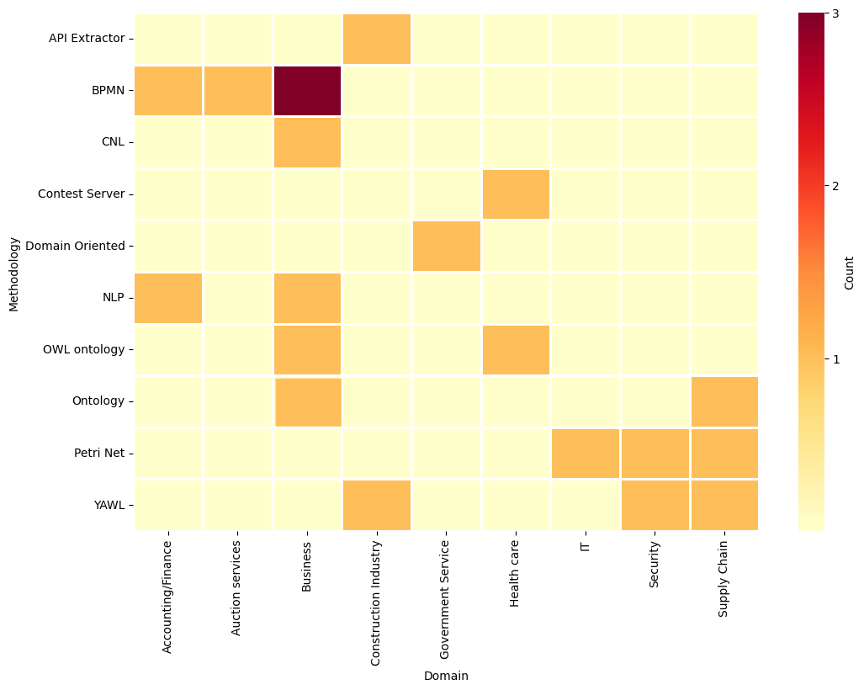 API Extractor
BPMN
CNL
Contest Server
Domain Oriented
NLP
OWL ontology
Ontology
Petri Net
YAWL
Methodology
Accounting/Finance
Auction services
Business
Construction Industry
Government Service
Health care
IT
Security
Supply Chain
Domain
3
2
1
Count